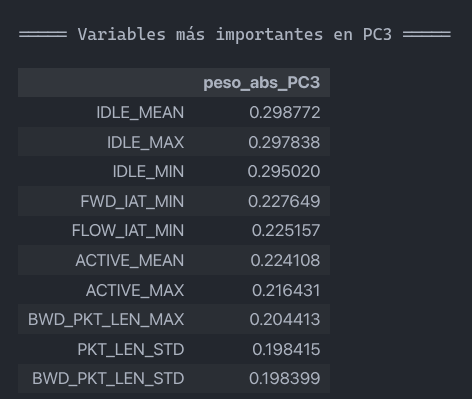 ===== Variables más importantes en PC3 =====
peso_abs_PC3
IDLE_MEAN 0.298772
IDLE_MAX 0.297838
IDLE_MIN 0.295020
FWD_IAT_MIN 0.227649
FLOW_IAT_MIN 0.225157
ACTIVE_MEAN 0.224108
ACTIVE_MAX 0.216431
BWD_PKT_LEN_MAX 0.204413
PKT_LEN_STD 0.198415
BWD_PKT_LEN_STD 0.198399